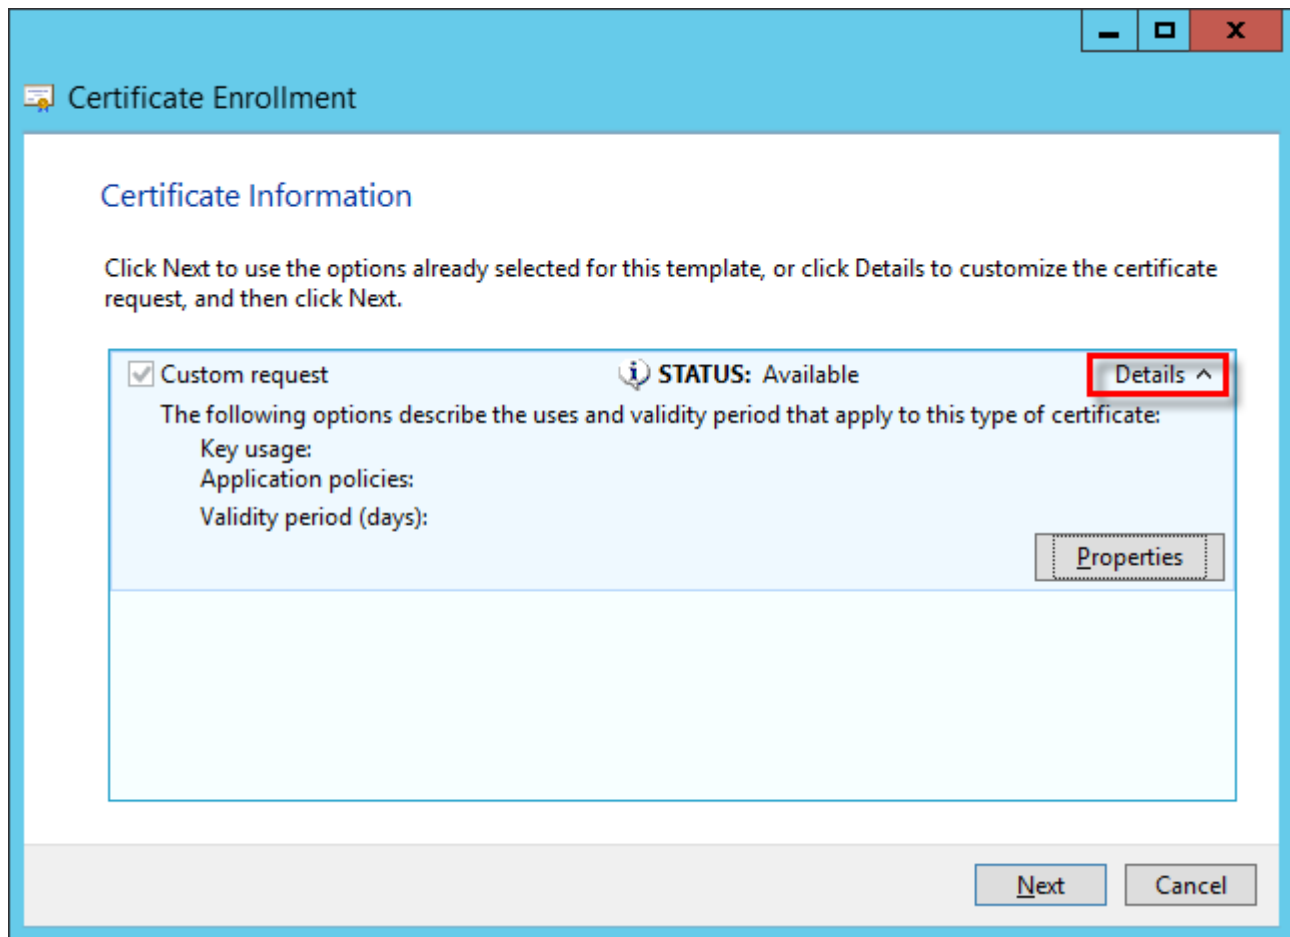 Certificate Enrollment
Certificate Information
Click Next to use the options already selected for this template, or click Details to customize the certificate
request, and then click Next.
Custom request STATUS: Available Details
The following options describe the uses and validity period that apply to this type of certificate:
Key usage:
Application policies:
Validity period (days):
Properties
Next Cancel